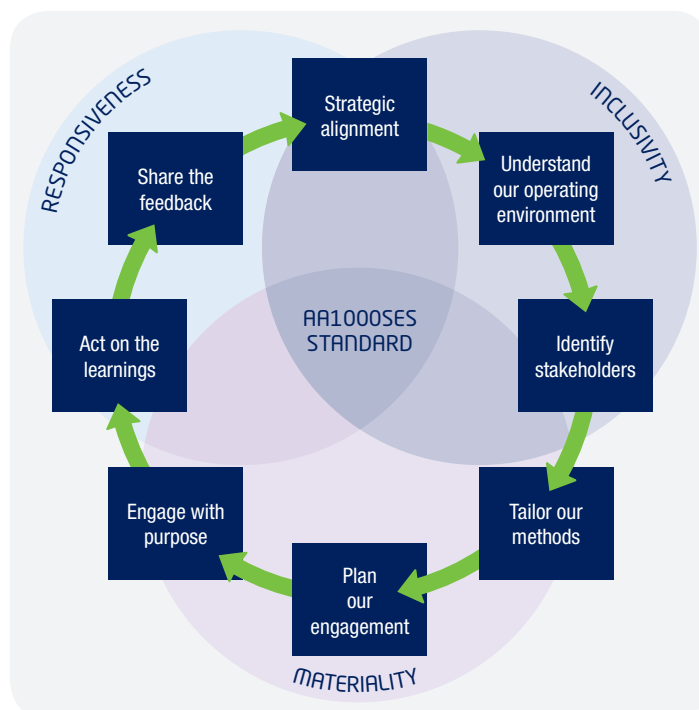 RESPONSIVENESS
INCLUSIVITY
Strategic
alignment
Understand
our operating
environment
Identify
stakeholders
Tailor our
methods
Plan
our
engagement
Engage with
purpose
Act on the
learnings
Share the
feedback
AA1000SES
STANDARD
MATERIALITY